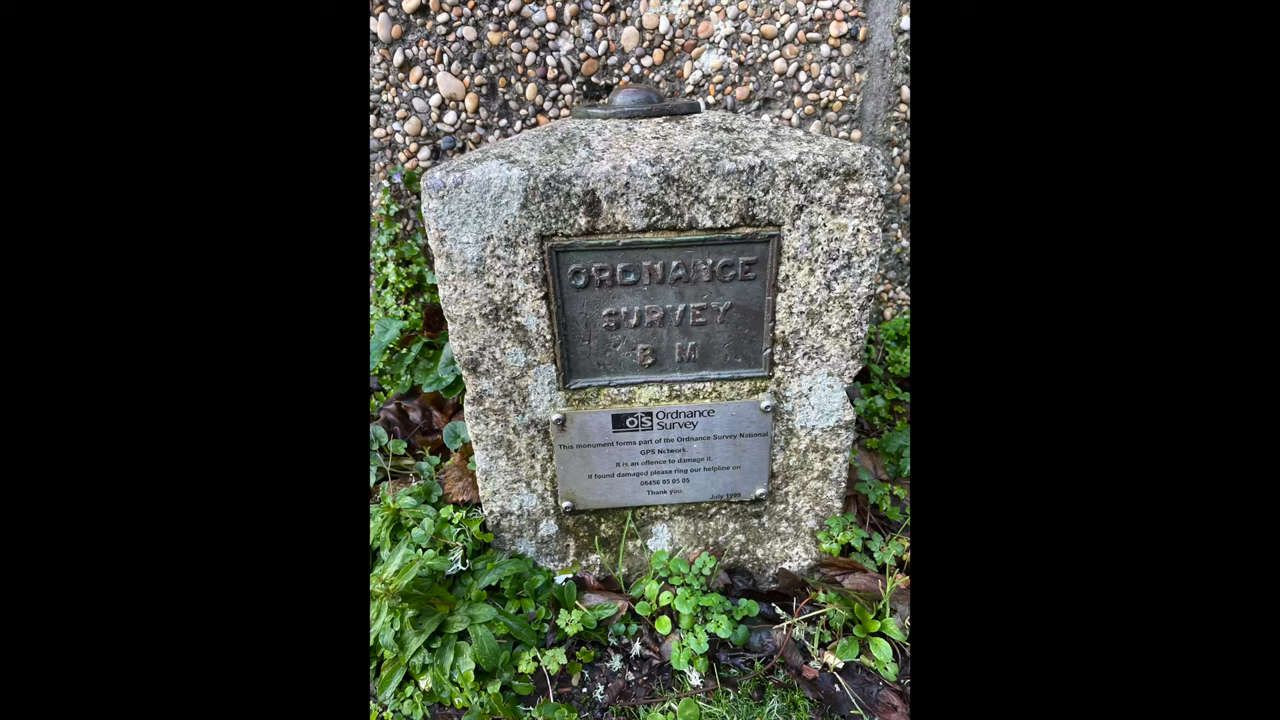 ORDNANCE
SURVEY
B M
OS Ordnance
Survey
This monument forms part of the Ordnance Survey National
GPS Network.
It is an offence to damage it.
If found damaged please ring our helpline on
08456 05 05 05
Thank you.
July 1999